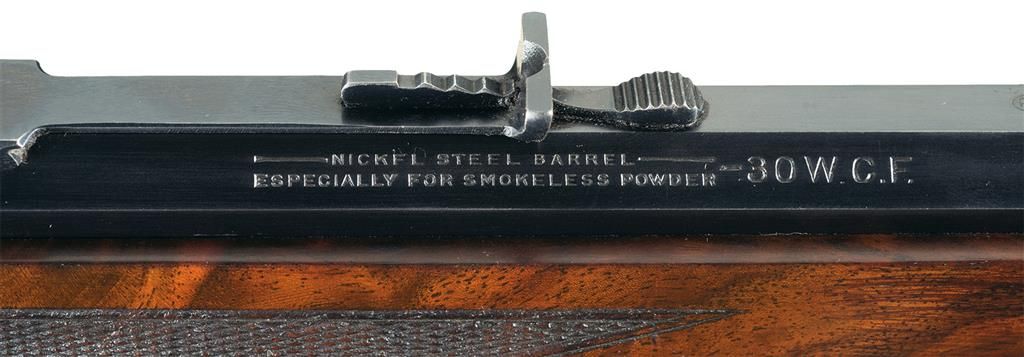 NICKEL STEEL BARREL
ESPECIALLY FOR SMOKELESS POWDER -30 W.C.F.